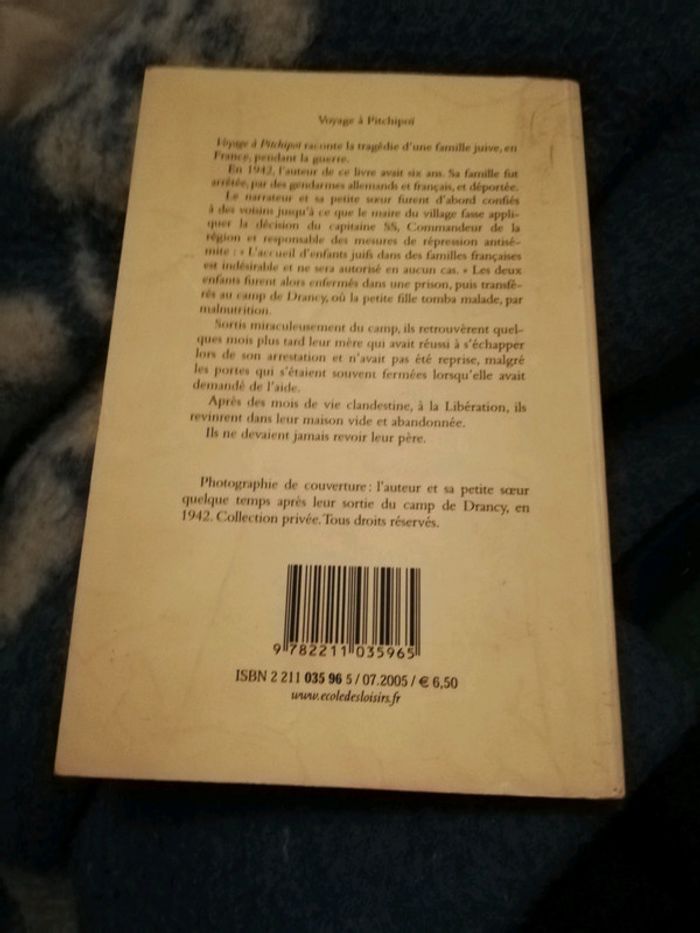 Voyage à Pitchipoï
Voyage à Pitchipoï raconte la tragédie d'une famille juive, en
France, pendant la guerre.
En 1942, l'auteur de ce livre avait six ans. Sa famille fut
arrêtée, par des gendarmes allemands et français, et déportée.
Le narrateur et sa petite sœur furent d'abord confiés
à des voisins jusqu'à ce que le maire du village fasse appli-
quer la décision du capitaine SS, Commandeur de la
région et responsable des mesures de répression antisé-
mite : « L'accueil d'enfants juifs dans des familles françaises
est indésirable et ne sera autorisé en aucun cas. » Les deux
enfants furent alors enfermés dans une prison, puis transfé-
rés au camp de Drancy, où la petite fille tomba malade, par
malnutrition.
Sortis miraculeusement du camp, ils retrouvèrent quel-
ques mois plus tard leur mère qui avait réussi à s'échapper
lors de son arrestation et n'avait pas été reprise, malgré
les portes qui s'étaient souvent fermées lorsqu'elle avait
demandé de l'aide.
Après des mois de vie clandestine, à la Libération, ils
revinrent dans leur maison vide et abandonnée.
Ils ne devaient jamais revoir leur père.
Photographie de couverture : l'auteur et sa petite sœur
quelque temps après leur sortie du camp de Drancy, en
1942. Collection privée. Tous droits réservés.
9 782211 035965
ISBN 2 211 035 96 5 / 07.2005 / € 6,50
www.ecoledesloisirs.fr